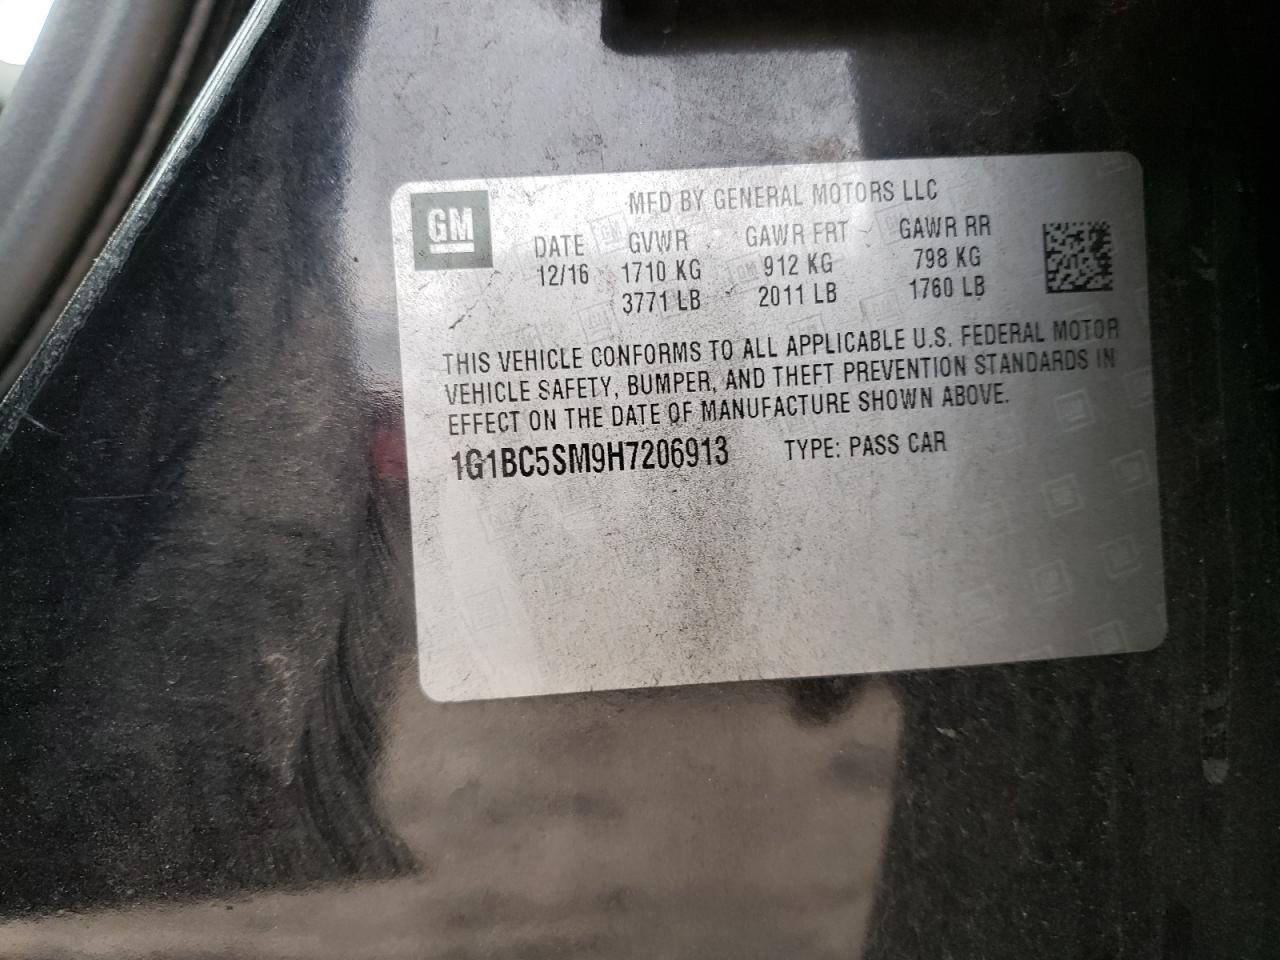 GM
MFD BY GENERAL MOTORS LLC
DATE GVWR GAWR FRT GAWR RR
12/16 1710 KG 912 KG 798 KG
3771 LB 2011 LB 1760 LB
THIS VEHICLE CONFORMS TO ALL APPLICABLE U.S. FEDERAL MOTOR
VEHICLE SAFETY, BUMPER, AND THEFT PREVENTION STANDARDS IN
EFFECT ON THE DATE OF MANUFACTURE SHOWN ABOVE.
1G1BC5SM9H7206913 TYPE: PASS CAR